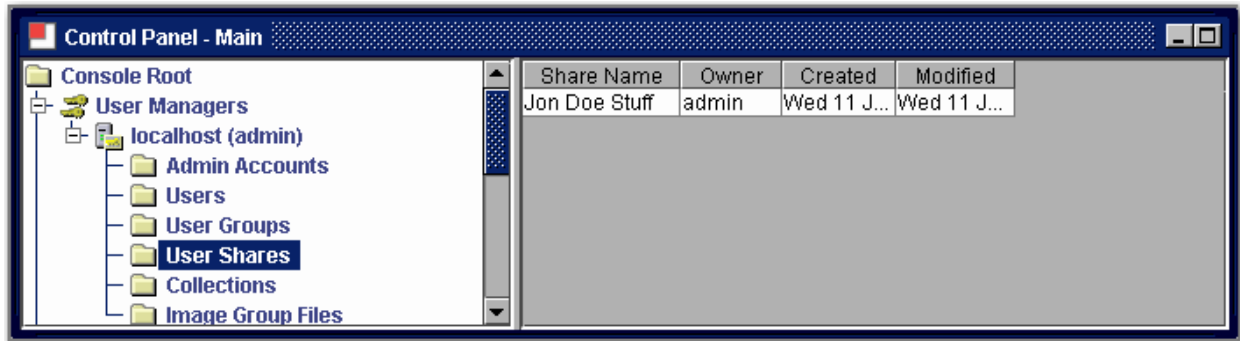 Control Panel - Main
Console Root
User Managers
localhost (admin)
Admin Accounts
Users
User Groups
User Shares
Collections
Image Group Files
Share Name Owner Created Modified
Jon Doe Stuff admin Wed 11 J... Wed 11 J...